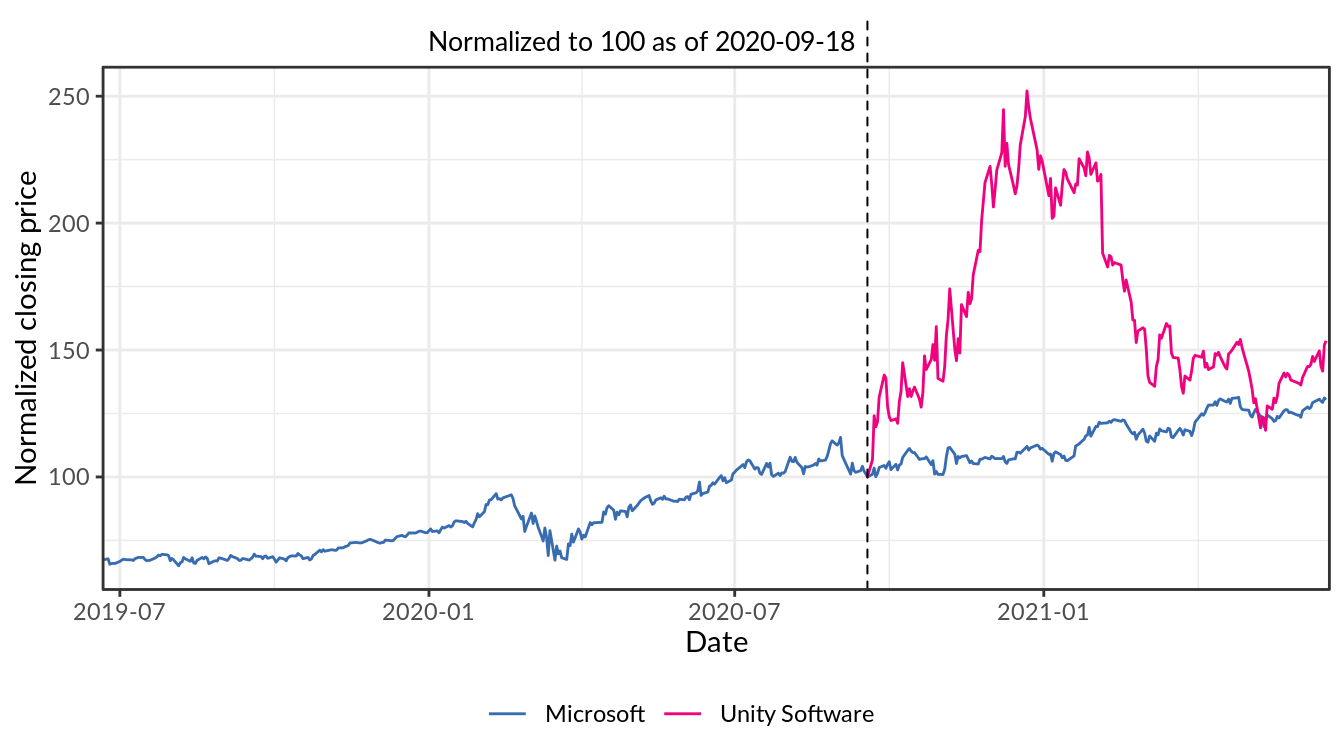 Normalized to 100 as of 2020-09-18
250
200
150
100
Normalized closing price
2019-07 2020-01 2020-07 2021-01
Date
Microsoft Unity Software